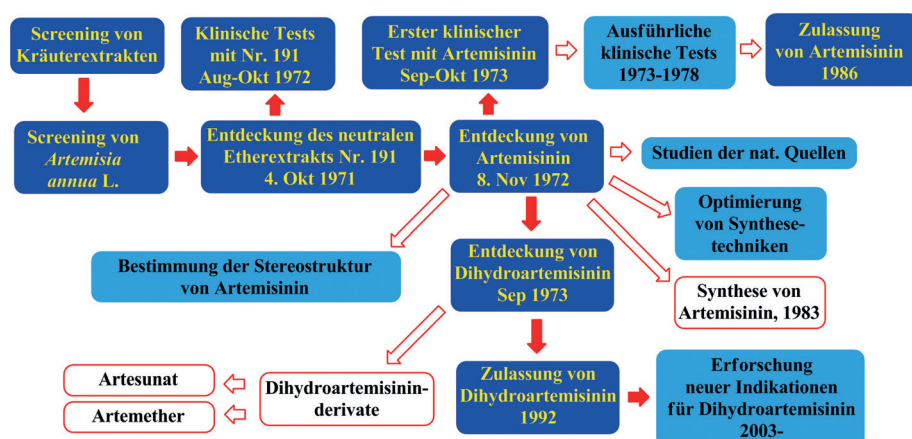 Screening von
Kräuterextrakten
Klinische Tests
mit Nr. 191
Aug-Okt 1972
Erster klinischer
Test mit Artemisinin
Sep-Okt 1973
Ausführliche
klinische Tests
1973-1978
Zulassung
von Artemisinin
1986
Screening von
Artemisia
annua L.
Entdeckung des neutralen
Etherextrakts Nr. 191
4. Okt 1971
Entdeckung von
Artemisinin
8. Nov 1972
Studien der nat. Quellen
Optimierung
von Synthese-
techniken
Bestimmung der Stereostruktur
von Artemisinin
Entdeckung von
Dihydroartemisinin
Sep 1973
Synthese von
Artemisinin, 1983
Artesunat
Artemether
Dihydroartemisinin-
derivate
Zulassung von
Dihydroartemisinin
1992
Erforschung
neuer Indikationen
für Dihydroartemisinin
2003-